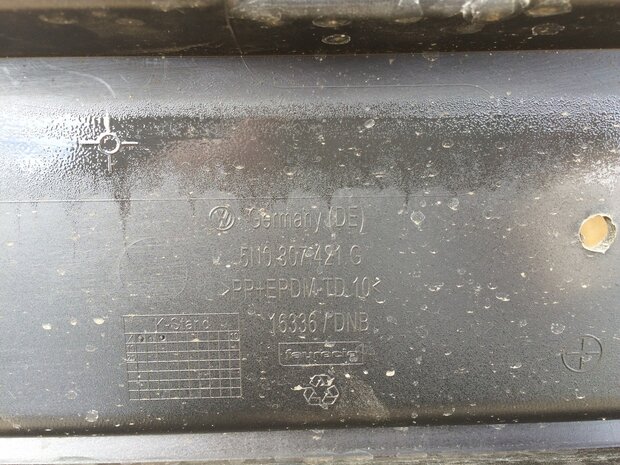 Germany (DE)
5N0 807 421 G
>PP+EPDM-TD 10<
16336 / DNB
K-Stand
faurecia